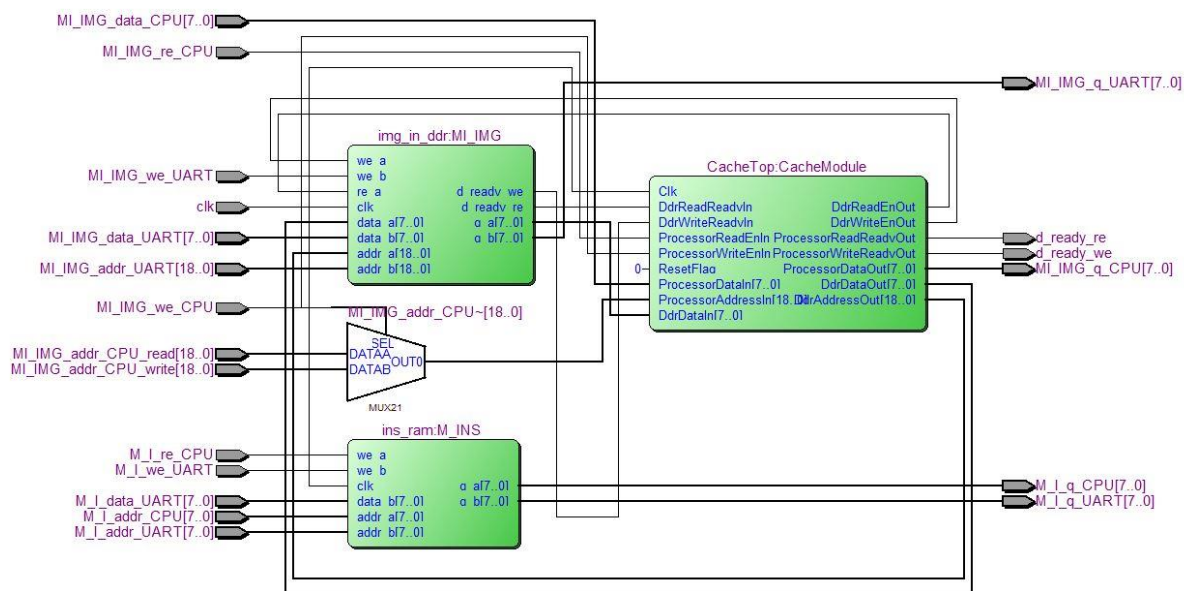 MI_IMG_data_CPU[7..0]
MI_IMG_re_CPU
MI_IMG_q_UART[7..0]
img_in_ddr:MI_IMG
we a
we b
re a
clk
data a[7..0]
data b[7..0]
addr a[18..0]
addr b[18..0]
d ready we
d ready re
q a[7..0]
q b[7..0]
MI_IMG_we_UART
clk
MI_IMG_data_UART[7..0]
MI_IMG_addr_UART[18..0]
MI_IMG_we_CPU
CacheTop:CacheModule
Clk
DdrReadReadyIn
DdrWriteReadyIn
ProcessorReadEnIn
ProcessorWriteEnIn
0
ResetFlag
ProcessorDataIn[7..0]
ProcessorAddressIn[18..
DdrDataIn[7..0]
DdrReadEnOut
DdrWriteEnOut
ProcessorReadReadyOut
ProcessorWriteReadyOut
ProcessorDataOut[7..0]
DdrDataOut[7..0]
DdrAddressOut[18..0]
d_ready_re
d_ready_we
MI_IMG_q_CPU[7..0]
MI_IMG_addr_CPU~[18..0]
MI_IMG_addr_CPU_read[18..0]
MI_IMG_addr_CPU_write[18..0]
SEL
DATAA
DATAB
OUT0
MUX21
ins_ram:M_INS
M_I_re_CPU
M_I_we_UART
M_I_data_UART[7..0]
M_I_addr_CPU[7..0]
M_I_addr_UART[7..0]
we a
we b
clk
data b[7..0]
addr a[7..0]
addr b[7..0]
q a[7..0]
q b[7..0]
M_I_q_CPU[7..0]
M_I_q_UART[7..0]